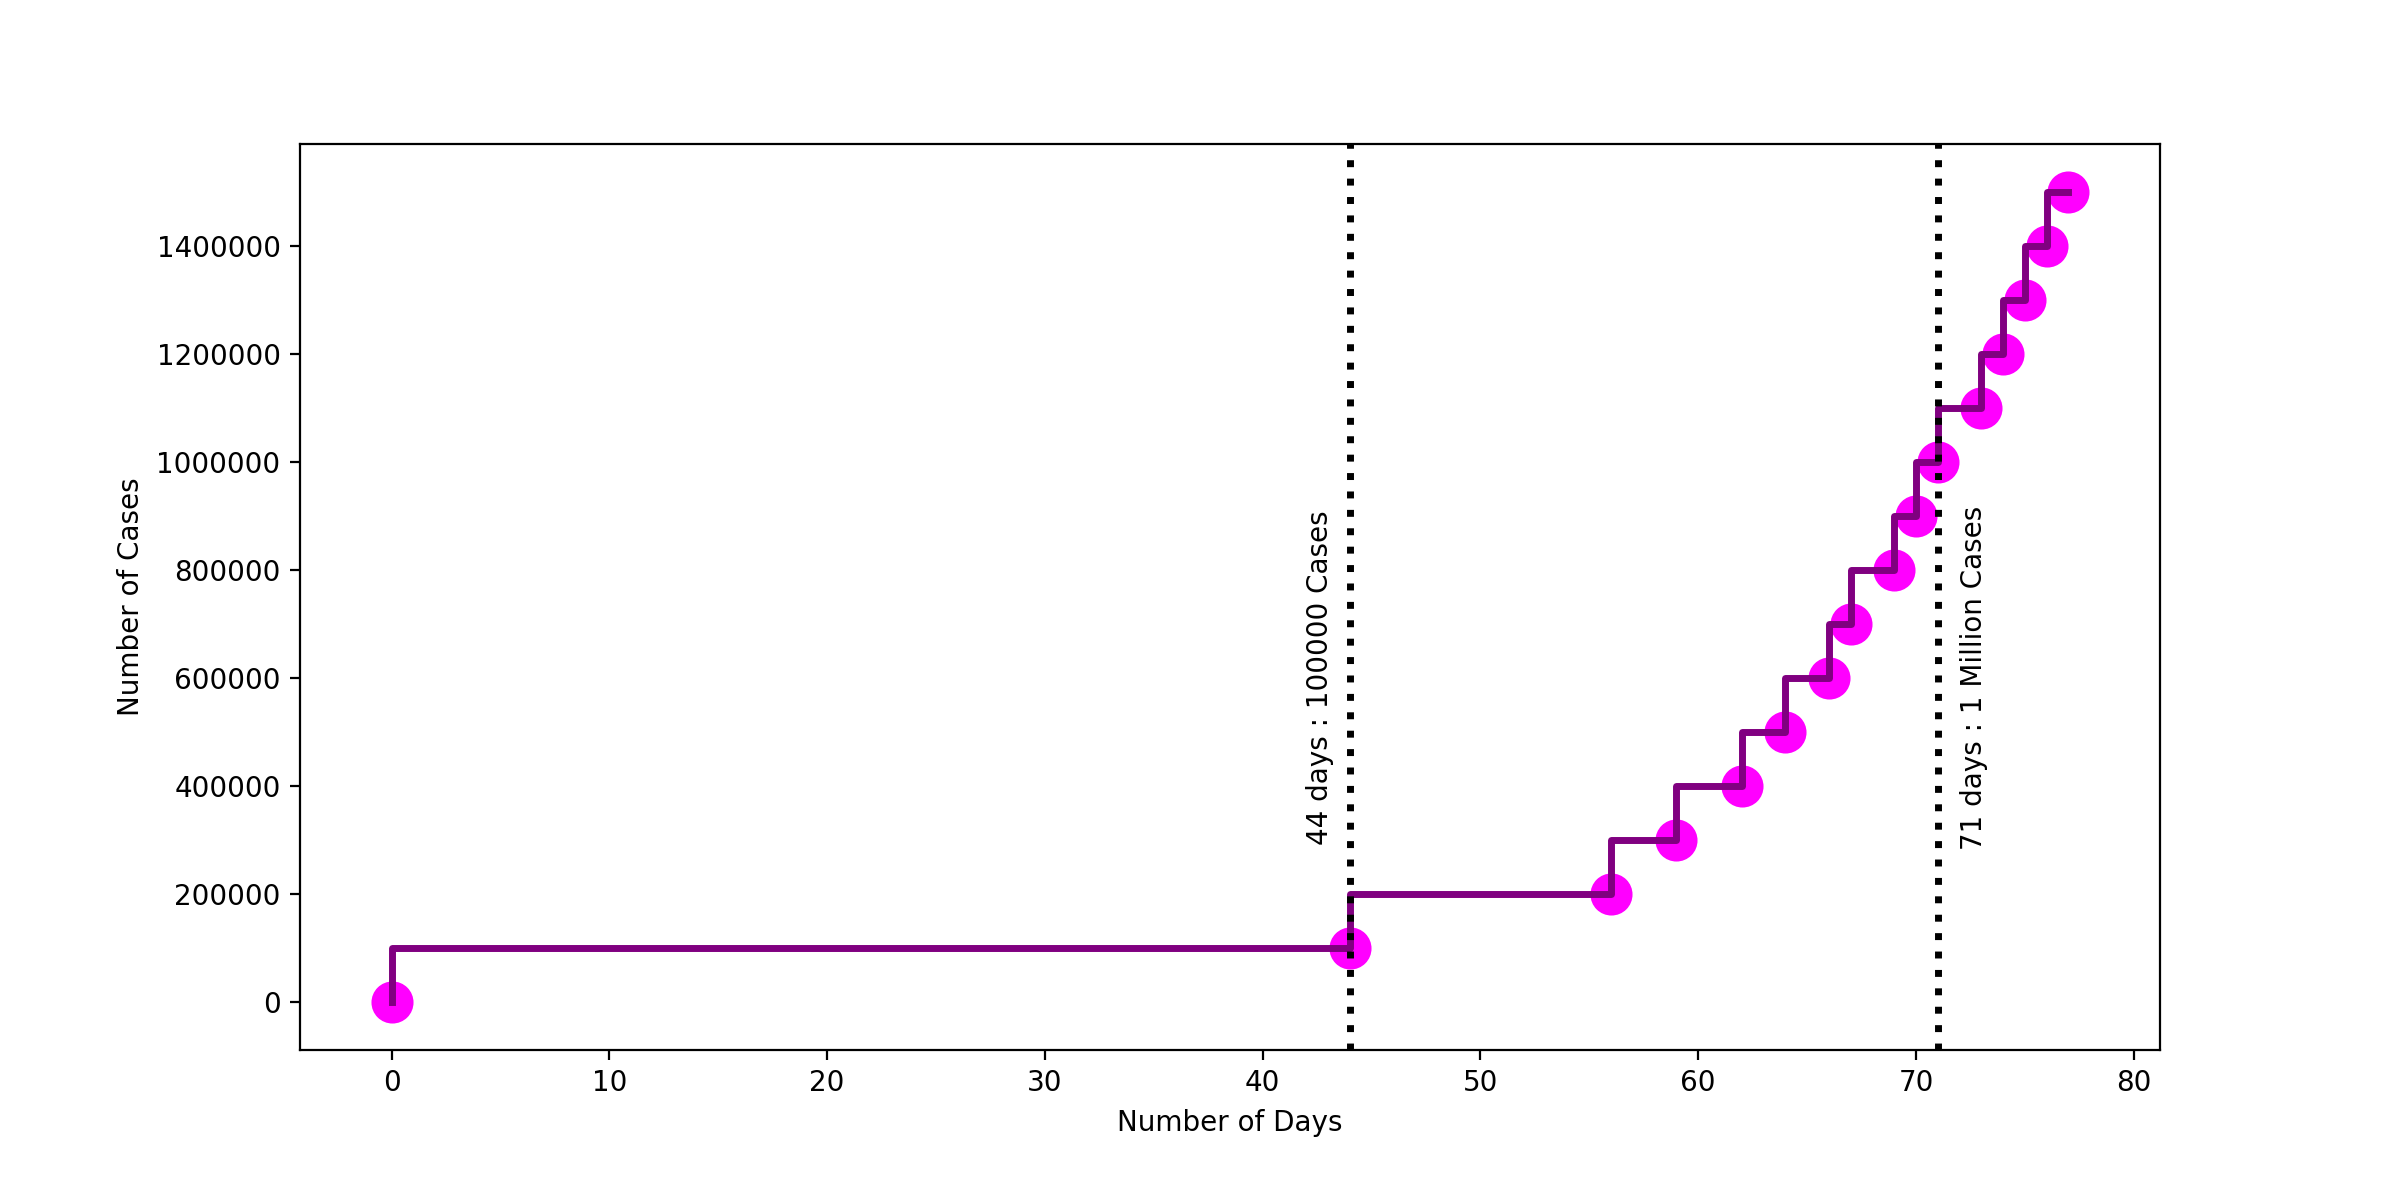 1400000
1200000
1000000
800000
600000
400000
200000
0
Number of Cases
44 days : 100000 Cases
71 days : 1 Million Cases
0 10 20 30 40 50 60 70 80
Number of Days